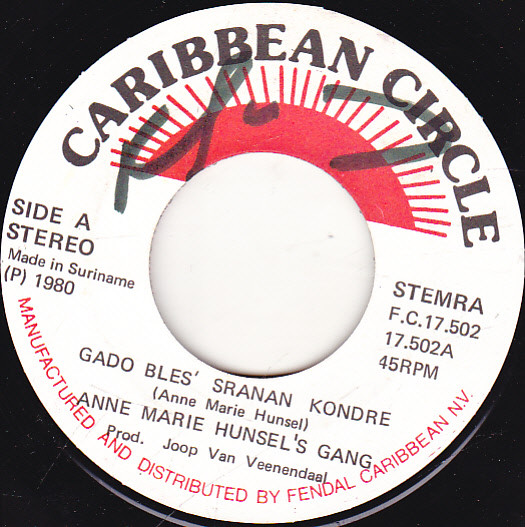 CARIBBEAN CIRCLE
SIDE A
STEREO
Made in Suriname
(P) 1980
STEMRA
F.C.17.502
17.502A
45RPM
GADO BLES' SRANAN KONDRE
(Anne Marie Hunsel)
ANNE MARIE HUNSEL'S GANG
Prod. Joop Van Veenendaal
MANUFACTURED AND DISTRIBUTED BY FENDAL CARIBBEAN N.V.